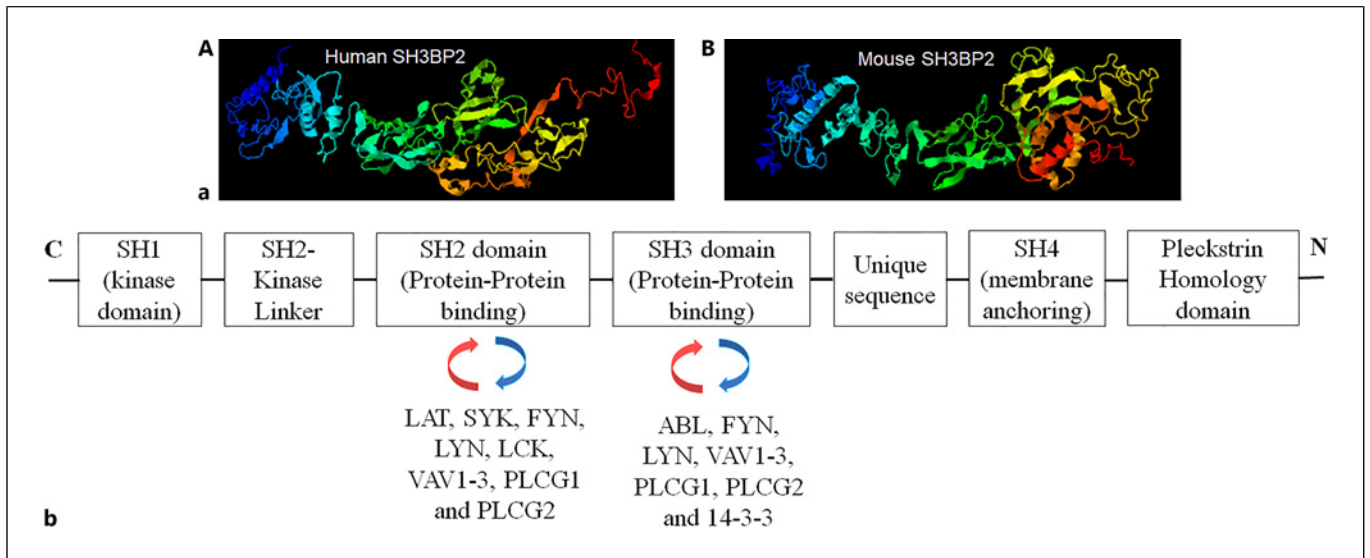 A
Human SH3BP2
B
Mouse SH3BP2
a
C
SH1
(kinase
domain)
SH2-
Kinase
Linker
SH2 domain
(Protein-Protein
binding)
SH3 domain
(Protein-Protein
binding)
Unique
sequence
SH4
(membrane
anchoring)
Pleckstrin
Homology
domain
N
LAT, SYK, FYN,
LYN, LCK,
VAV1-3, PLCG1
and PLCG2
ABL, FYN,
LYN, VAV1-3,
PLCG1, PLCG2
and 14-3-3
b